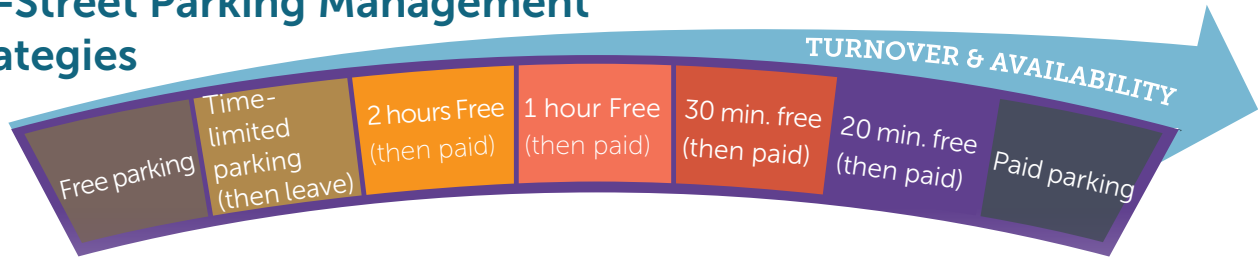 -Street Parking Management
ategies
TURNOVER & AVAILABILITY
Free parking
Time-
limited
parking
(then leave)
2 hours Free
(then paid)
1 hour Free
(then paid)
30 min. free
(then paid)
20 min. free
(then paid)
Paid parking